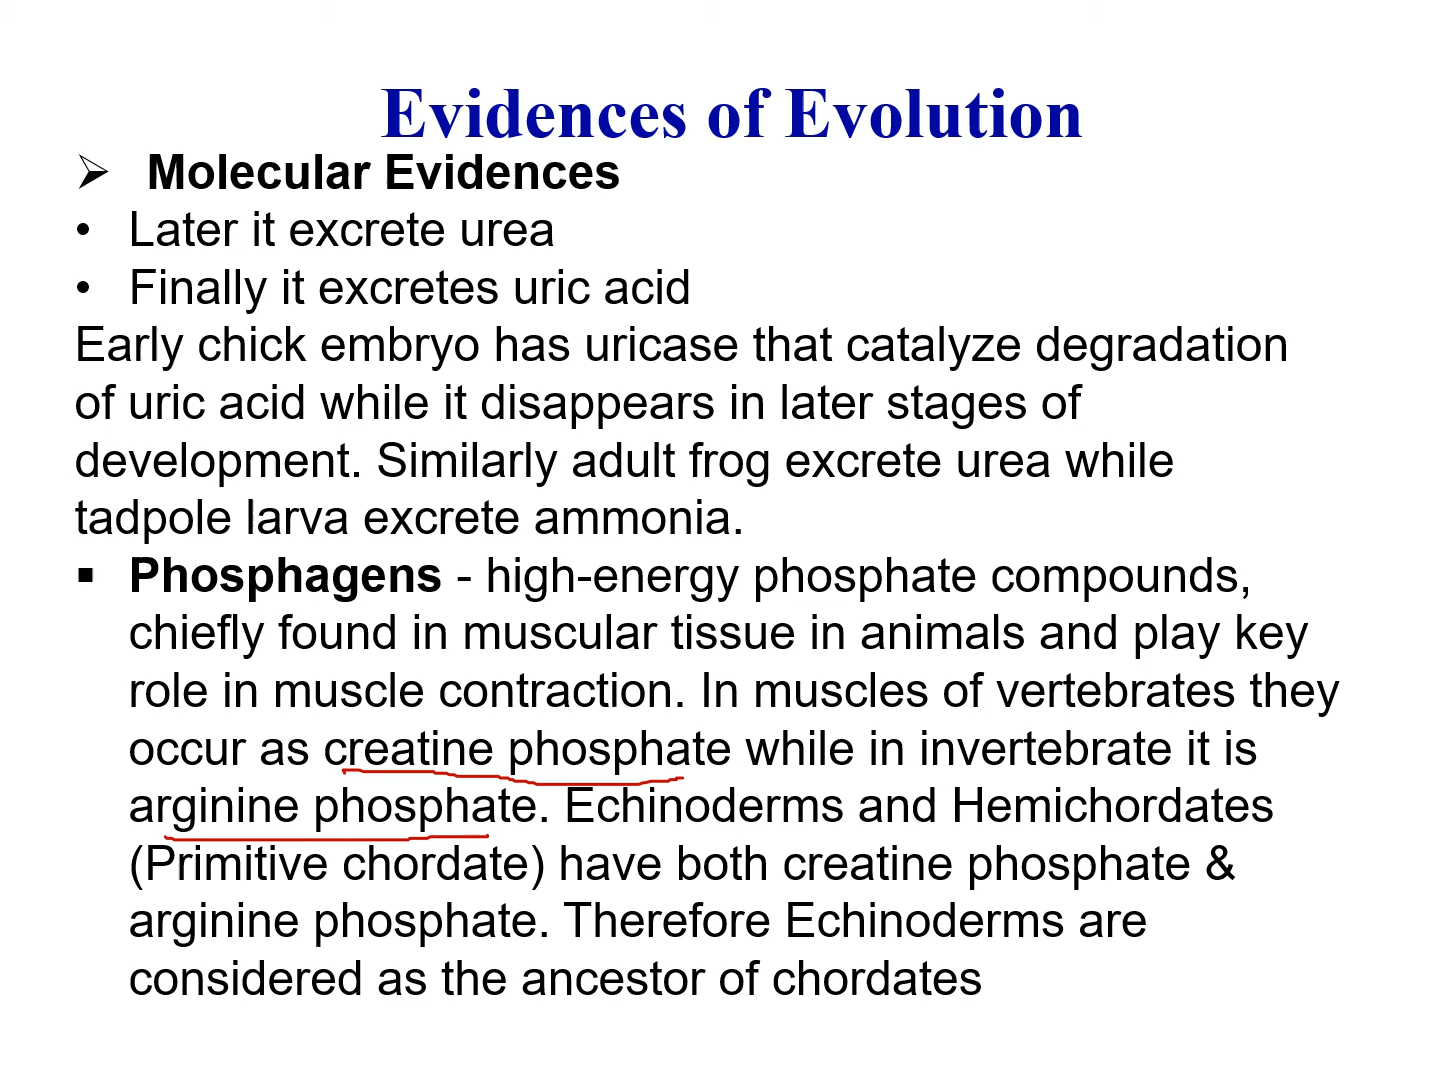 Evidences of Evolution
➢ Molecular Evidences
• Later it excrete urea
• Finally it excretes uric acid
Early chick embryo has uricase that catalyze degradation
of uric acid while it disappears in later stages of
development. Similarly adult frog excrete urea while
tadpole larva excrete ammonia.
▪ Phosphagens - high-energy phosphate compounds,
chiefly found in muscular tissue in animals and play key
role in muscle contraction. In muscles of vertebrates they
occur as creatine phosphate while in invertebrate it is
arginine phosphate. Echinoderms and Hemichordates
(Primitive chordate) have both creatine phosphate &
arginine phosphate. Therefore Echinoderms are
considered as the ancestor of chordates